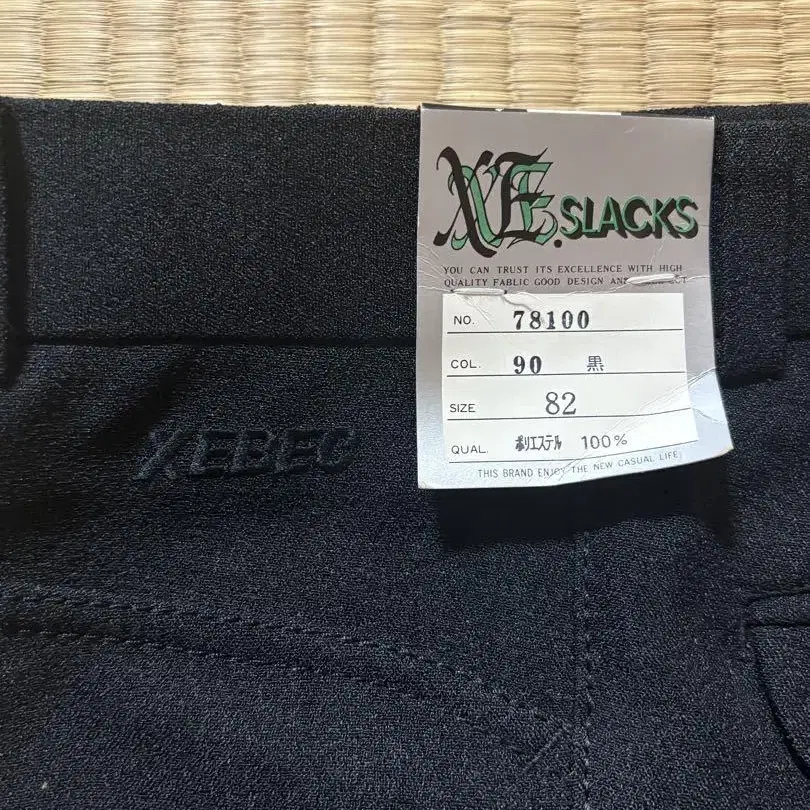 XE.SLACKS
YOU CAN TRUST ITS EXCELLENCE WITH HIGH
QUALITY FABLIC GOOD DESIGN AND
NO. 78100
COL. 90 黒
SIZE 82
QUAL. ポリエステル 100%
THIS BRAND ENJOY THE NEW CASUAL LIFE
XEBEC